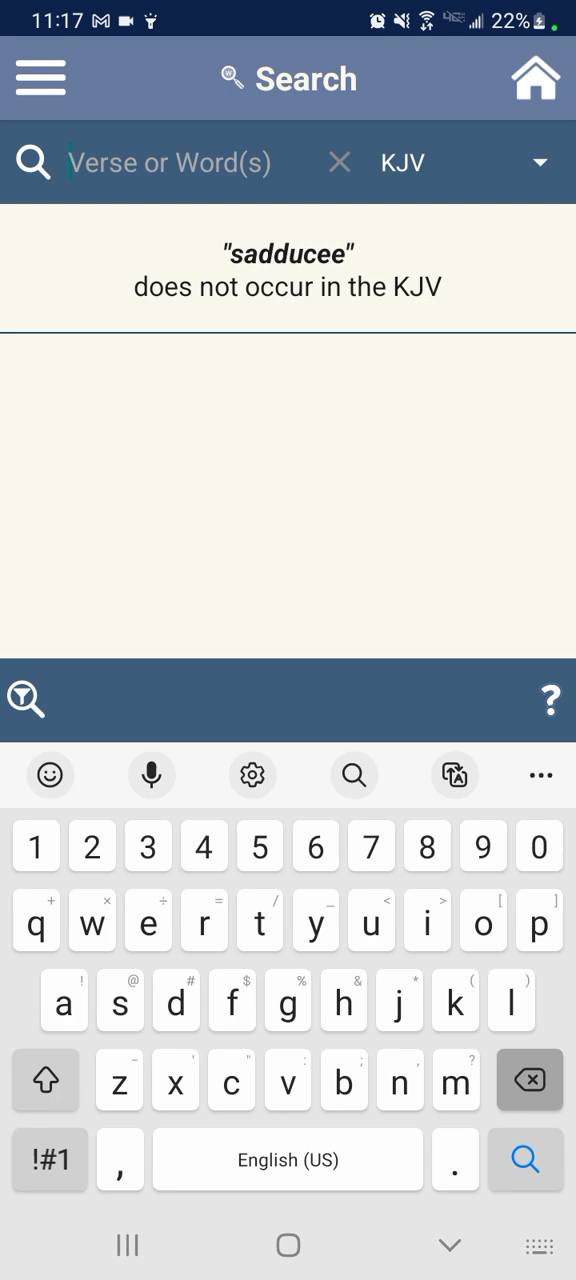 11:17 22%
Search
Verse or Word(s) KJV
"sadducee"
does not occur in the KJV
?
1 2 3 4 5 6 7 8 9 0
+ × ÷ = / _ < > [ ]
q w e r t y u i o p
! @ # $ % & * ( )
a s d f g h j k l
- ' " : ; , ?
z x c v b n m
!#1 , English (US) .